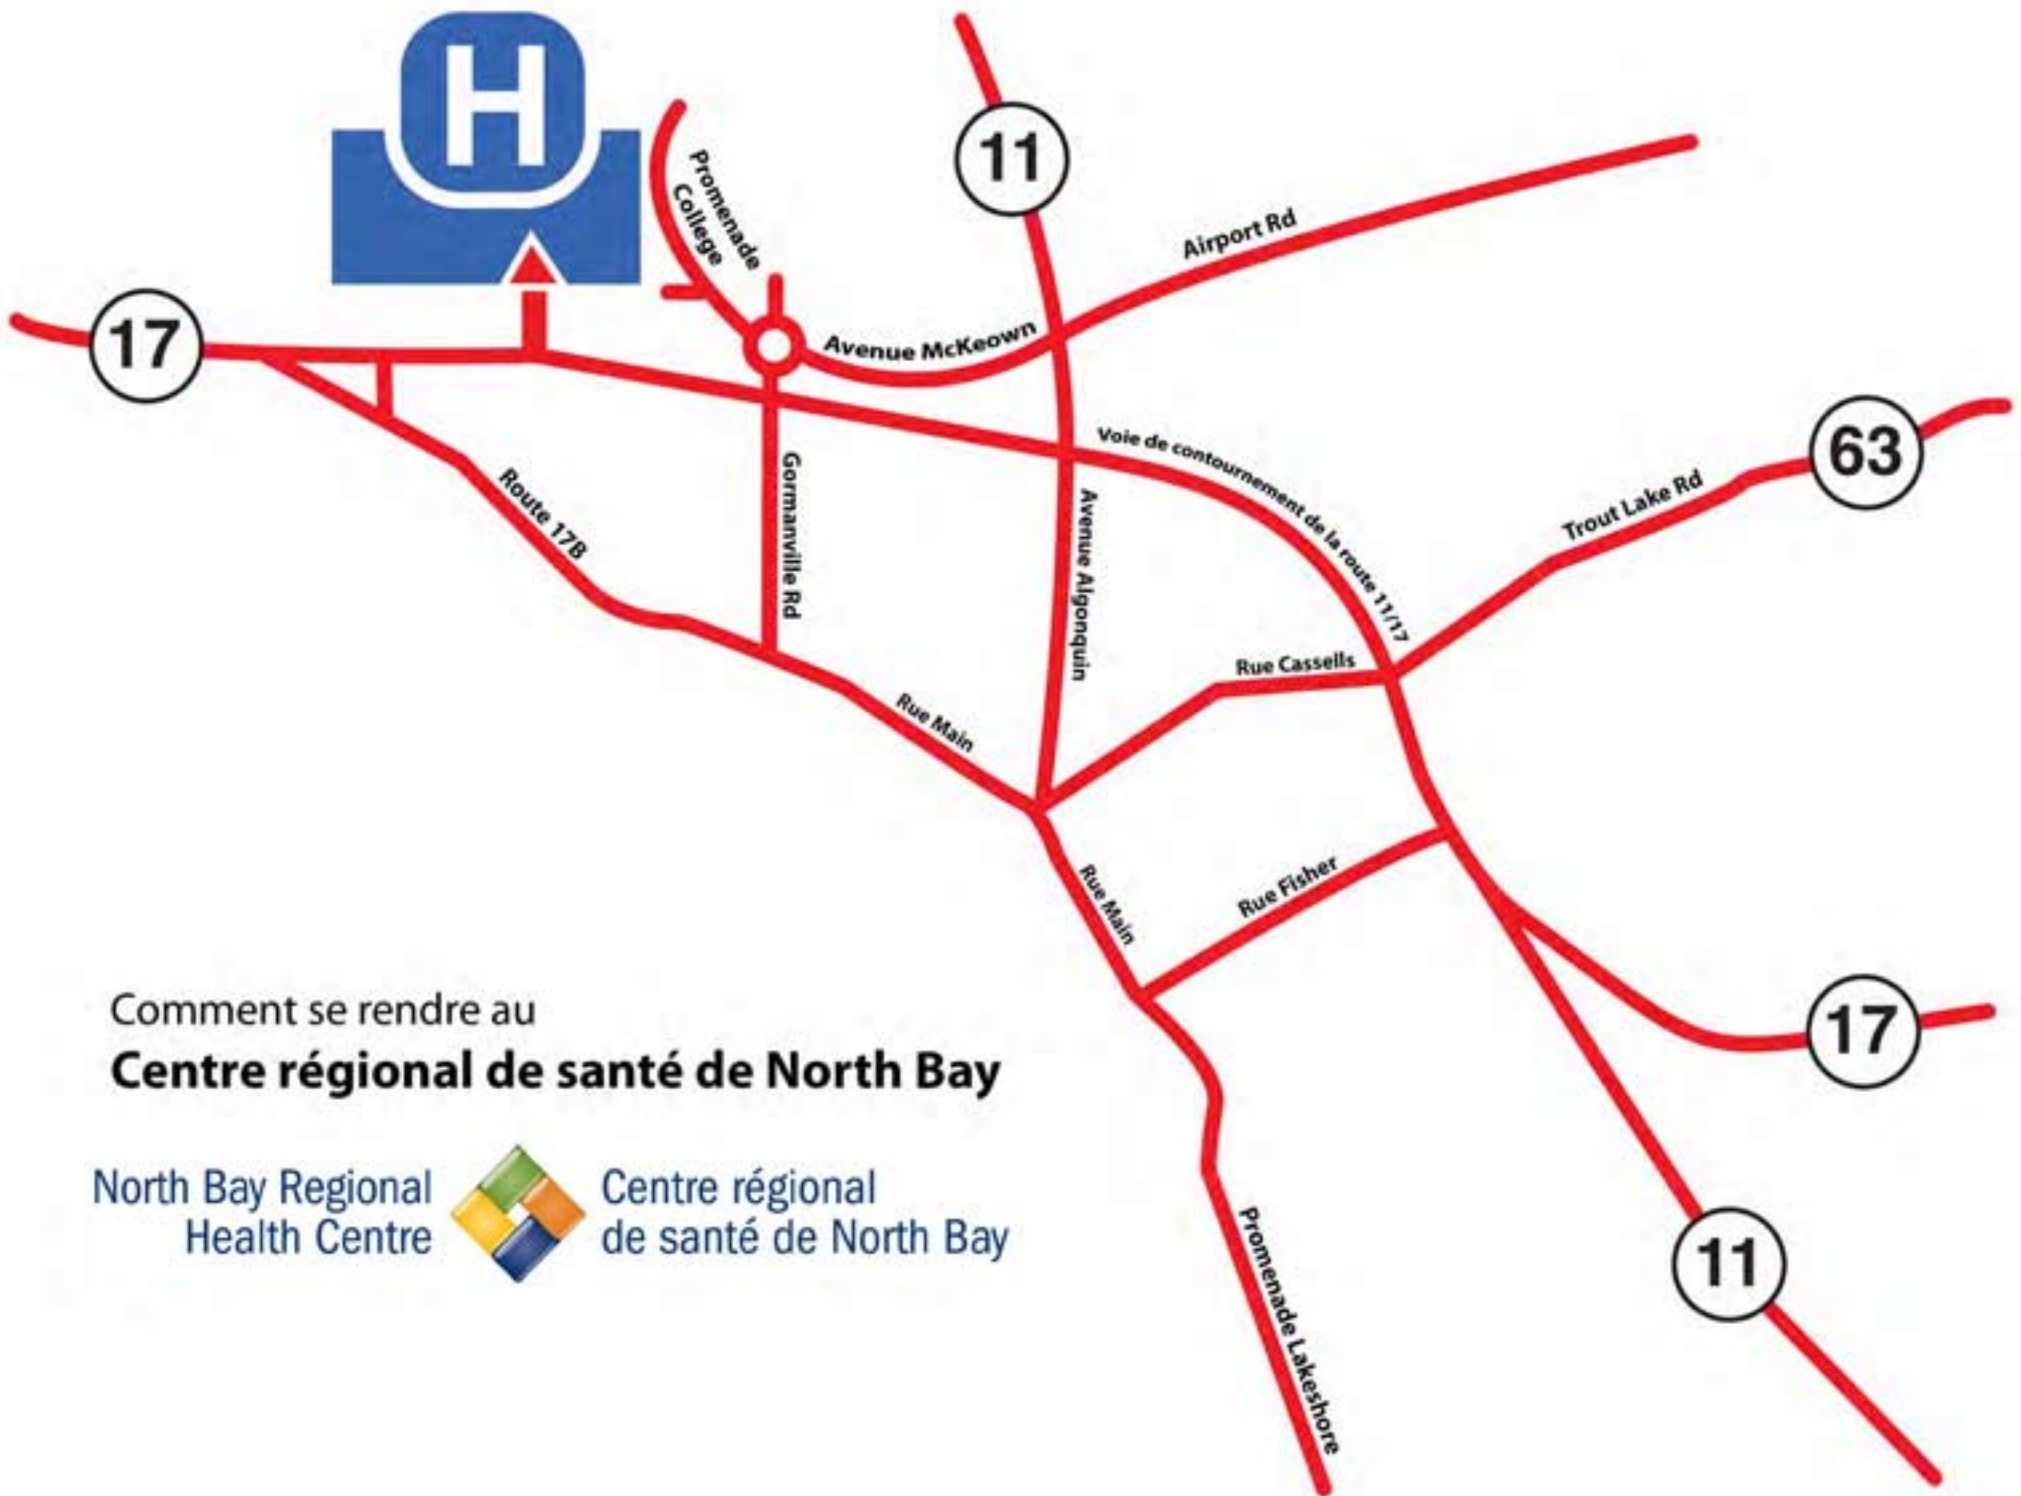 H
11
Promenade
College
Airport Rd
17
Avenue McKeown
63
Voie de contournement de la route 11/17
Trout Lake Rd
Route 17B
Gormanville Rd
Avenue Algonquin
Rue Cassells
Rue Main
Rue Main
Rue Fisher
Comment se rendre au
Centre régional de santé de North Bay
17
North Bay Regional
Health Centre
Centre régional
de santé de North Bay
11
Promenade Lakeshore